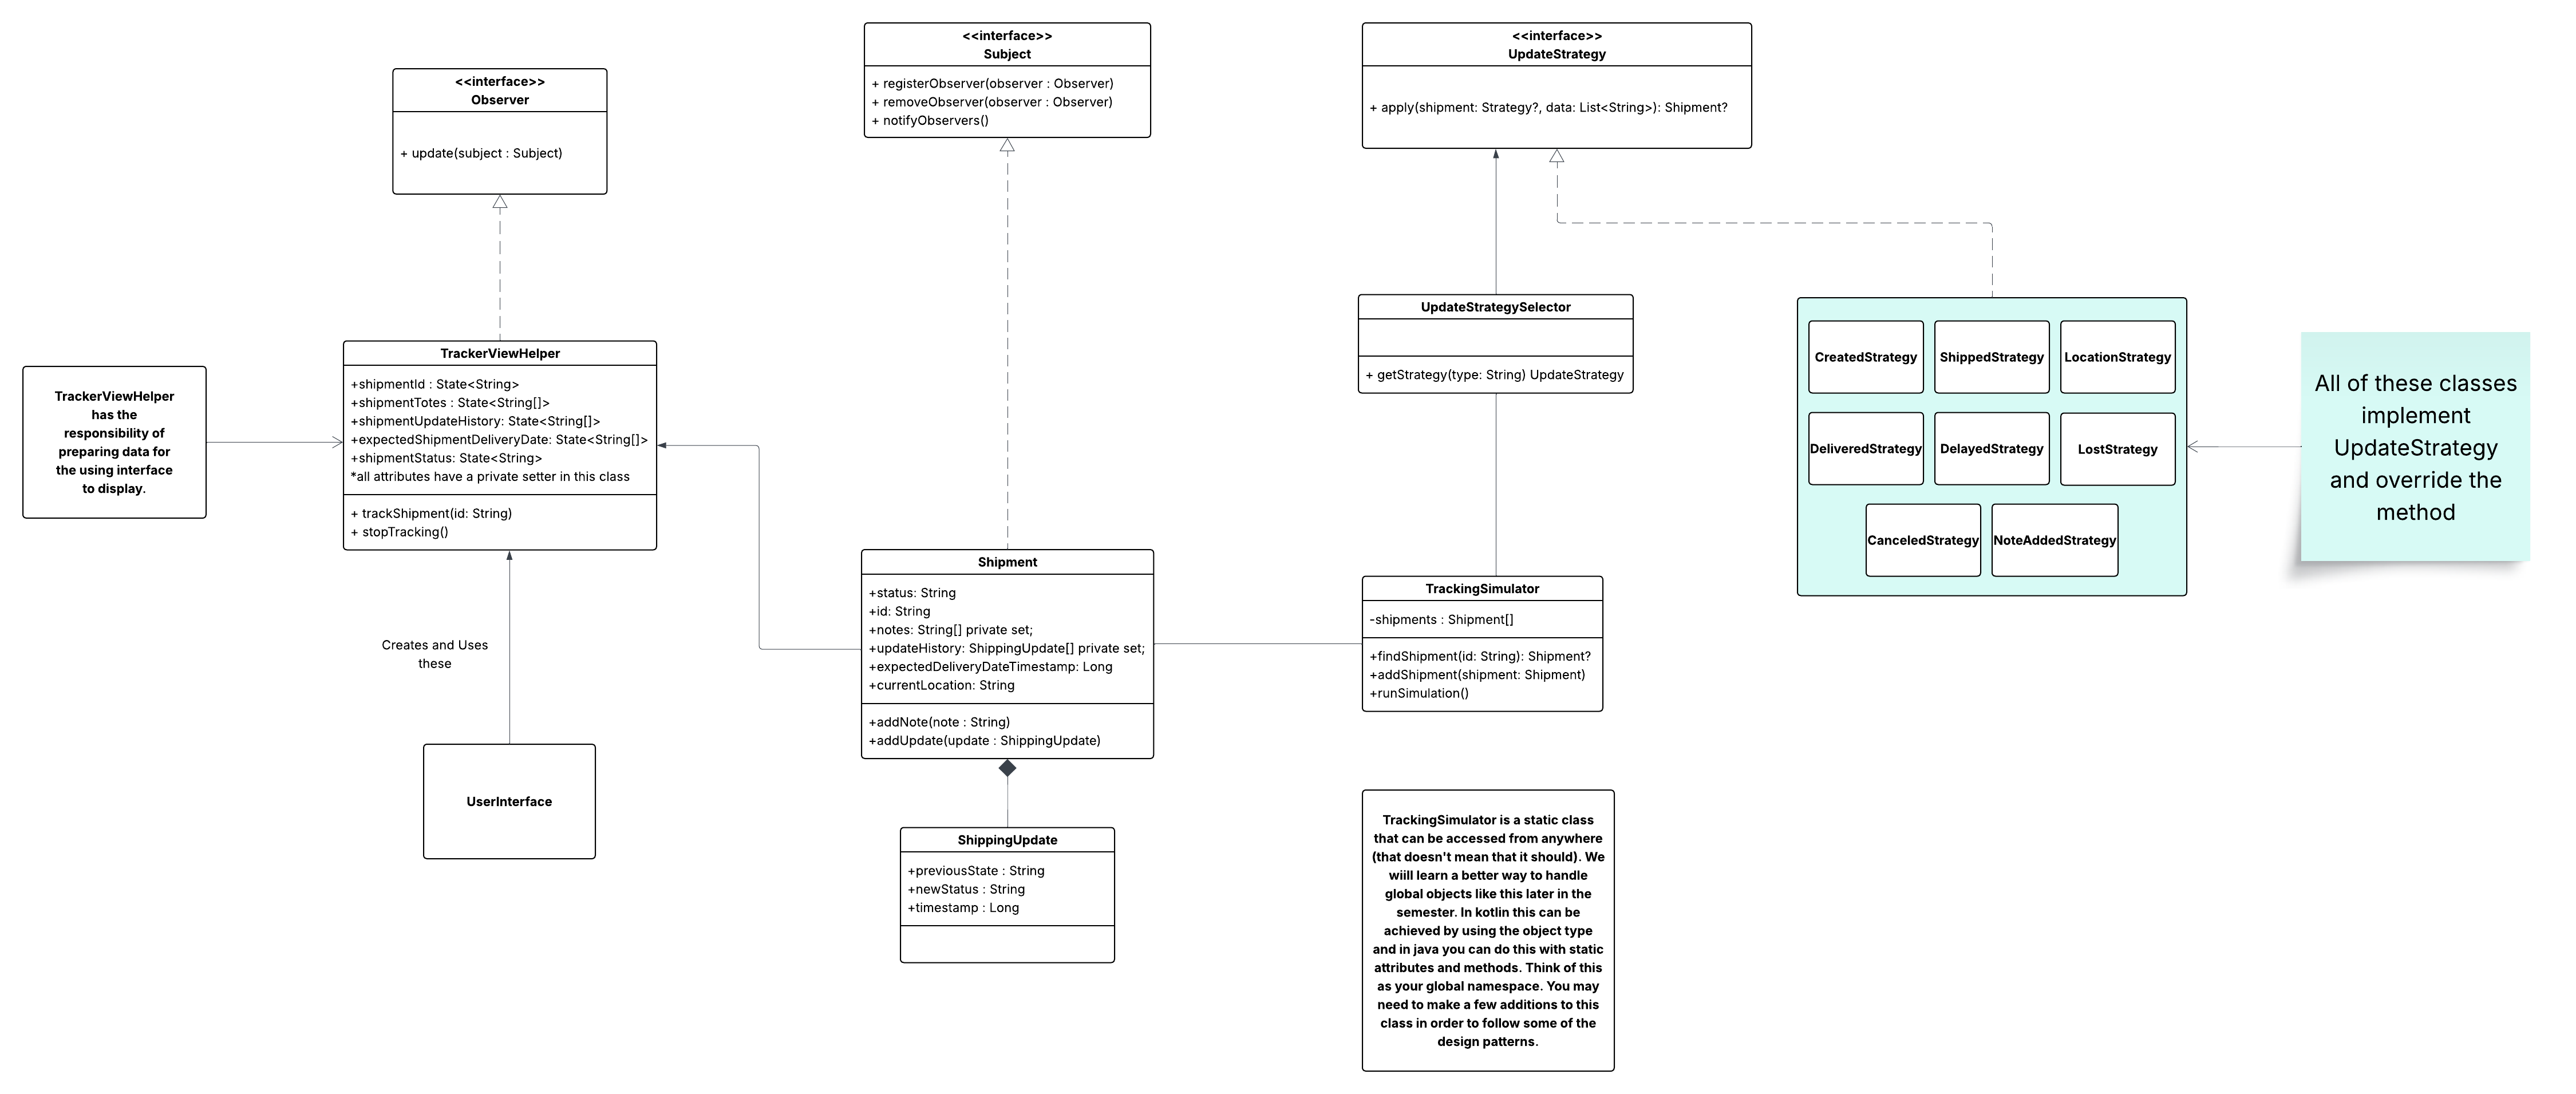 <<interface>>
Observer
+ update(subject : Subject)
<<interface>>
Subject
+ registerObserver(observer : Observer)
+ removeObserver(observer : Observer)
+ notifyObservers()
<<interface>>
UpdateStrategy
+ apply(shipment: Strategy?, data: List<String>): Shipment?
TrackerViewHelper
has the
responsibility of
preparing data for
the using interface
to display.
TrackerViewHelper
+shipmentId : State<String>
+shipmentTotes : State<String[]>
+shipmentUpdateHistory: State<String[]>
+expectedShipmentDeliveryDate: State<String[]>
+shipmentStatus: State<String>
*all attributes have a private setter in this class
+ trackShipment(id: String)
+ stopTracking()
Creates and Uses
these
UserInterface
Shipment
+status: String
+id: String
+notes: String[] private set;
+updateHistory: ShippingUpdate[] private set;
+expectedDeliveryDateTimestamp: Long
+currentLocation: String
+addNote(note : String)
+addUpdate(update : ShippingUpdate)
ShippingUpdate
+previousState : String
+newStatus : String
+timestamp : Long
UpdateStrategySelector
+ getStrategy(type: String) UpdateStrategy
TrackingSimulator
-shipments : Shipment[]
+findShipment(id: String): Shipment?
+addShipment(shipment: Shipment)
+runSimulation()
TrackingSimulator is a static class
that can be accessed from anywhere
(that doesn't mean that it should). We
wiill learn a better way to handle
global objects like this later in the
semester. In kotlin this can be
achieved by using the object type
and in java you can do this with static
attributes and methods. Think of this
as your global namespace. You may
need to make a few additions to this
class in order to follow some of the
design patterns.
CreatedStrategy
ShippedStrategy
LocationStrategy
DeliveredStrategy
DelayedStrategy
LostStrategy
CanceledStrategy
NoteAddedStrategy
All of these classes
implement
UpdateStrategy
and override the
method